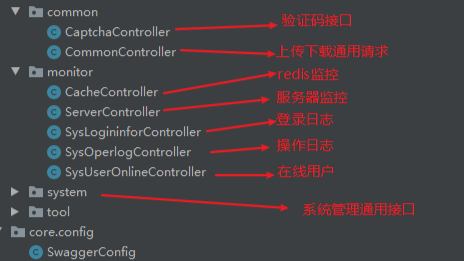 common
CaptchaController 验证码接口
CommonController 上传下载通用请求
monitor
CacheController redis监控
ServerController 服务器监控
SysLogininforController 登录日志
SysOperlogController 操作日志
SysUserOnlineController 在线用户
system 系统管理通用接口
tool
core.config
SwaggerConfig